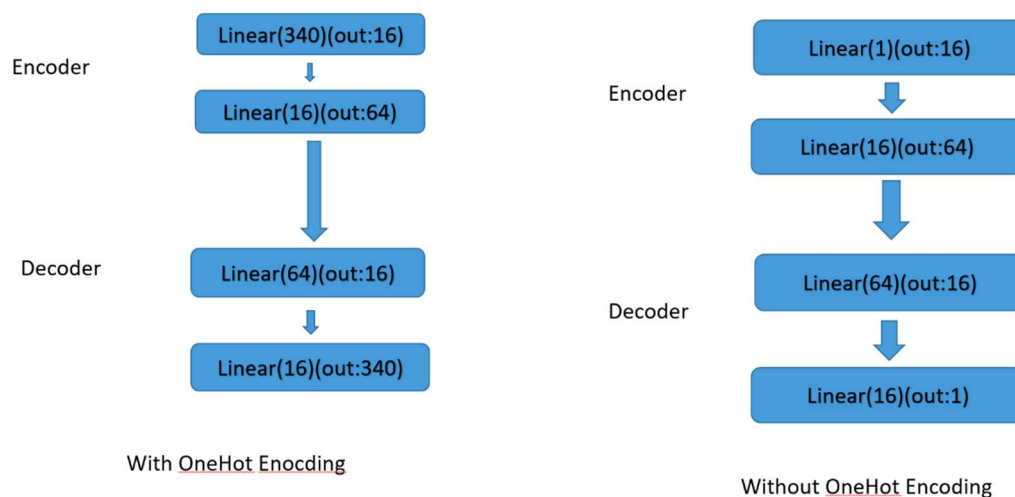 Linear(340)(out:16)
Encoder
Linear(16)(out:64)
Decoder
Linear(64)(out:16)
Linear(16)(out:340)
With OneHot Enocding
Linear(1)(out:16)
Encoder
Linear(16)(out:64)
Linear(64)(out:16)
Decoder
Linear(16)(out:1)
Without OneHot Encoding